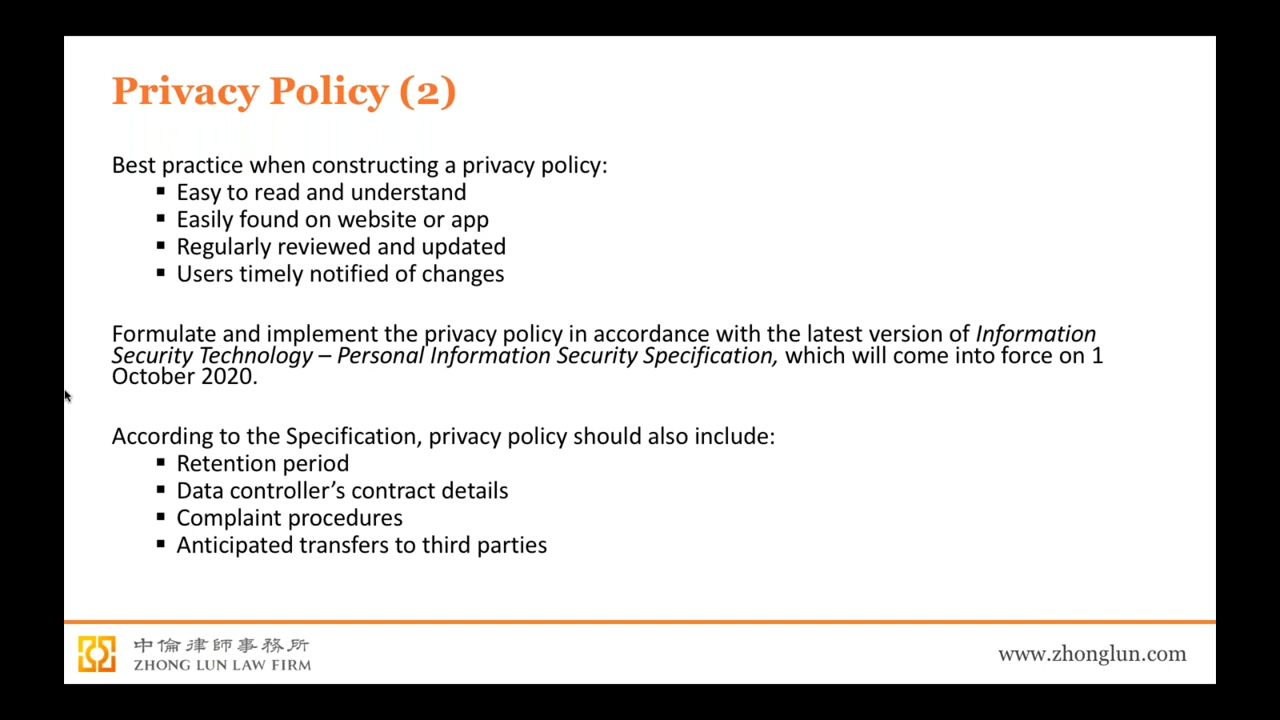 Privacy Policy (2)
Best practice when constructing a privacy policy:
▪ Easy to read and understand
▪ Easily found on website or app
▪ Regularly reviewed and updated
▪ Users timely notified of changes
Formulate and implement the privacy policy in accordance with the latest version of Information
Security Technology – Personal Information Security Specification, which will come into force on 1
October 2020.
According to the Specification, privacy policy should also include:
▪ Retention period
▪ Data controller’s contract details
▪ Complaint procedures
▪ Anticipated transfers to third parties
中倫律師事務所
ZHONG LUN LAW FIRM
www.zhonglun.com